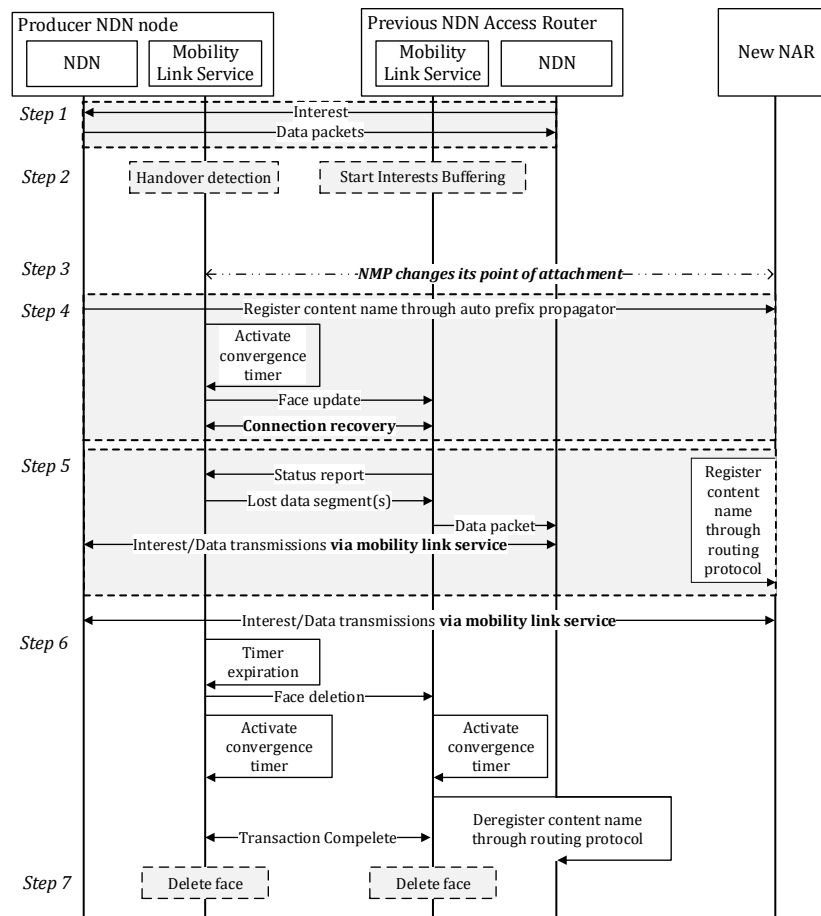 Producer NDN node
Previous NDN Access Router
NDN
Mobility
Link Service
Mobility
Link Service
NDN
New NAR
Step 1
Interest
Data packets
Step 2
Handover detection
Start Interests Buffering
Step 3
NMP changes its point of attachment
Step 4
Register content name through auto prefix propagator
Activate
convergence
timer
Face update
Connection recovery
Step 5
Status report
Lost data segment(s)
Data packet
Interest/Data transmissions via mobility link service
Register
content
name
through
routing
protocol
Interest/Data transmissions via mobility link service
Step 6
Timer
expiration
Face deletion
Activate
convergence
timer
Activate
convergence
timer
Deregister content name
through routing protocol
Transaction Compelete
Step 7
Delete face
Delete face